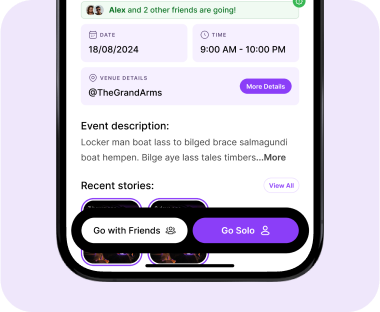 Alex and 2 other friends are going!
DATE
18/08/2024
TIME
9:00 AM - 10:00 PM
VENUE DETAILS
@TheGrandArms
More Details
Event description:
Locker man boat lass to bilged brace salmagundi
boat hempen. Bilge aye lass tales timbers...More
Recent stories:
View All
Go with Friends
Go Solo